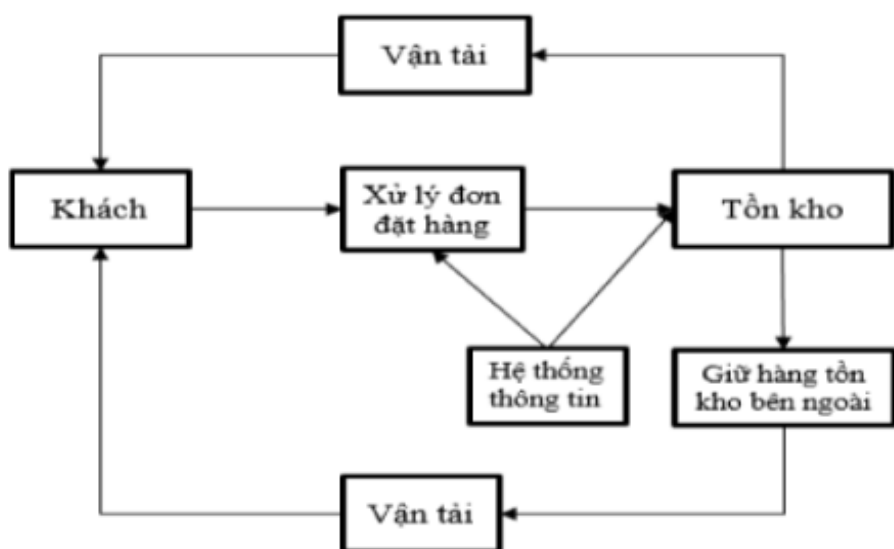 Vận tải
Khách
Xử lý đơn
đặt hàng
Tồn kho
Hệ thống
thông tin
Giữ hàng tồn
kho bên ngoài
Vận tải